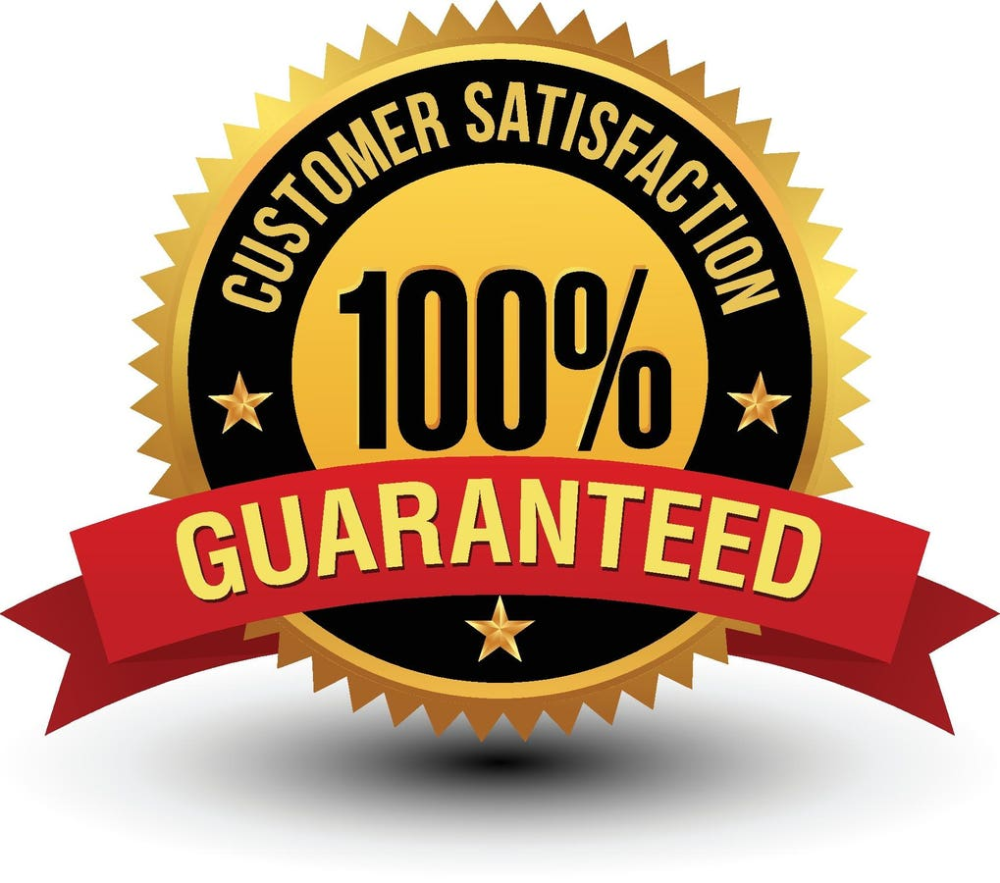 CUSTOMER SATISFACTION
100%
GUARANTEED